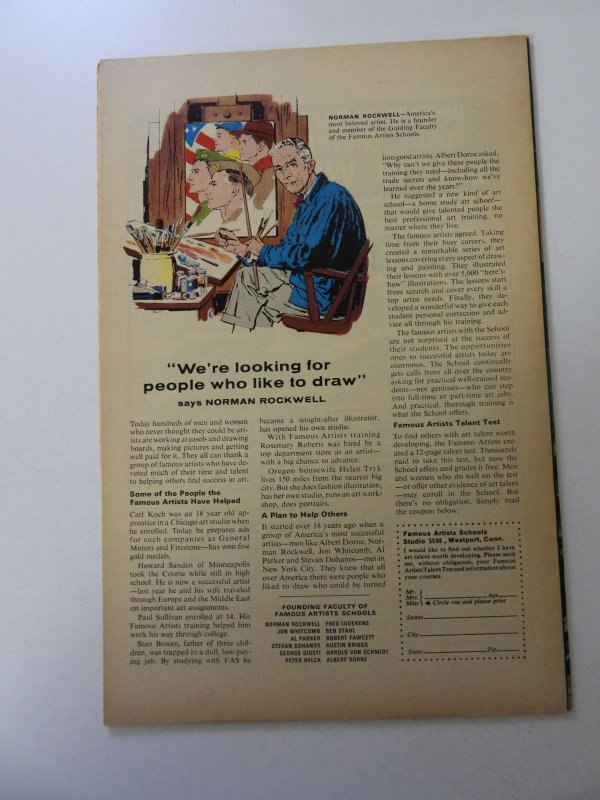 NORMAN ROCKWELL—America's
most beloved artist. He is a founder
and member of the Guiding Faculty
of the Famous Artists Schools.
"We're looking for
people who like to draw"
says NORMAN ROCKWELL
Today hundreds of men and women
who never thought they could be art-
ists are working at easels and drawing
boards, making pictures and getting
well paid for it. They all can thank a
group of famous artists who have de-
voted much of their time and talent
to helping others find success in art.
Some of the People the
Famous Artists Have Helped
Carl Koch was an 18 year old ap-
prentice in a Chicago art studio when
he enrolled. Today he prepares ads
for such companies as General
Motors and Firestone—has won five
gold medals.
Howard Sanden of Minneapolis
took the Course while still in high
school. He is now a successful artist
—last year he and his wife traveled
through Europe and the Middle East
on important art assignments.
Paul Sullivan enrolled at 14. His
Famous Artists training helped him
work his way through college.
Stan Bowen, father of three chil-
dren, was trapped in a dull, low-pay-
ing job. By studying with FAS he
became a sought-after illustrator,
has opened his own studio.
With Famous Artists training
Rosemary Roberts was hired by a
top department store as an artist—
with a big chance to advance.
Oregon housewife Helen Tryk
lives 150 miles from the nearest big
city. But she does fashion illustration,
has her own studio, runs an art work-
shop, does portraits.
A Plan to Help Others
It started over 18 years ago when a
group of America's most successful
artists—men like Albert Dorne, Nor-
man Rockwell, Jon Whitcomb, Al
Parker and Stevan Dohanos—met in
New York City. They knew that all
over America there were people who
liked to draw who could be turned
into good artists. Albert Dorne asked,
"Why can't we give these people the
training they need—including all the
trade secrets and know-how we've
learned over the years?"
He suggested a new kind of art
school—a home study art school—
that would give talented people the
best professional art training, no
matter where they live.
The famous artists agreed. Taking
time from their busy careers, they
created a remarkable series of art
lessons covering every aspect of draw-
ing and painting. They illustrated
their lessons with over 5,000 "here's-
how" illustrations. The lessons start
from scratch and cover every skill a
top artist needs. Finally, they de-
veloped a wonderful way to give each
student personal correction and ad-
vice all through his training.
The famous artists with the School
are not surprised at the success of
their students. The opportunities
open to successful artists today are
enormous. The School continually
gets calls from all over the country
asking for practical well-trained stu-
dents—not geniuses—who can step
into full-time or part-time art jobs.
And practical, thorough training is
what the School offers.
Famous Artists Talent Test
To find others with art talent worth
developing, the Famous Artists cre-
ated a 12-page talent test. Thousands
paid to take this test, but now the
School offers and grades it free. Men
and women who do well on the test
—or offer other evidence of art talent
—may enroll in the School. But
there's no obligation. Simply mail
the coupon below.
FOUNDING FACULTY OF
FAMOUS ARTISTS SCHOOLS
NORMAN ROCKWELL FRED LUDEKENS
JON WHITCOMB BEN STAHL
AL PARKER ROBERT FAWCETT
STEVAN DOHANOS AUSTIN BRIGGS
GEORGE GIUSTI HAROLD VON SCHMIDT
PETER HELCK ALBERT DORNE
Famous Artists Schools
Studio 5566, Westport, Conn.
I would like to find out whether I have
art talent worth developing. Please send
me, without obligation, your Famous
Artists Talent Test and information about
your courses.
Mr.
Mrs. Age
Miss Circle one and please print
Street
City
State Zip